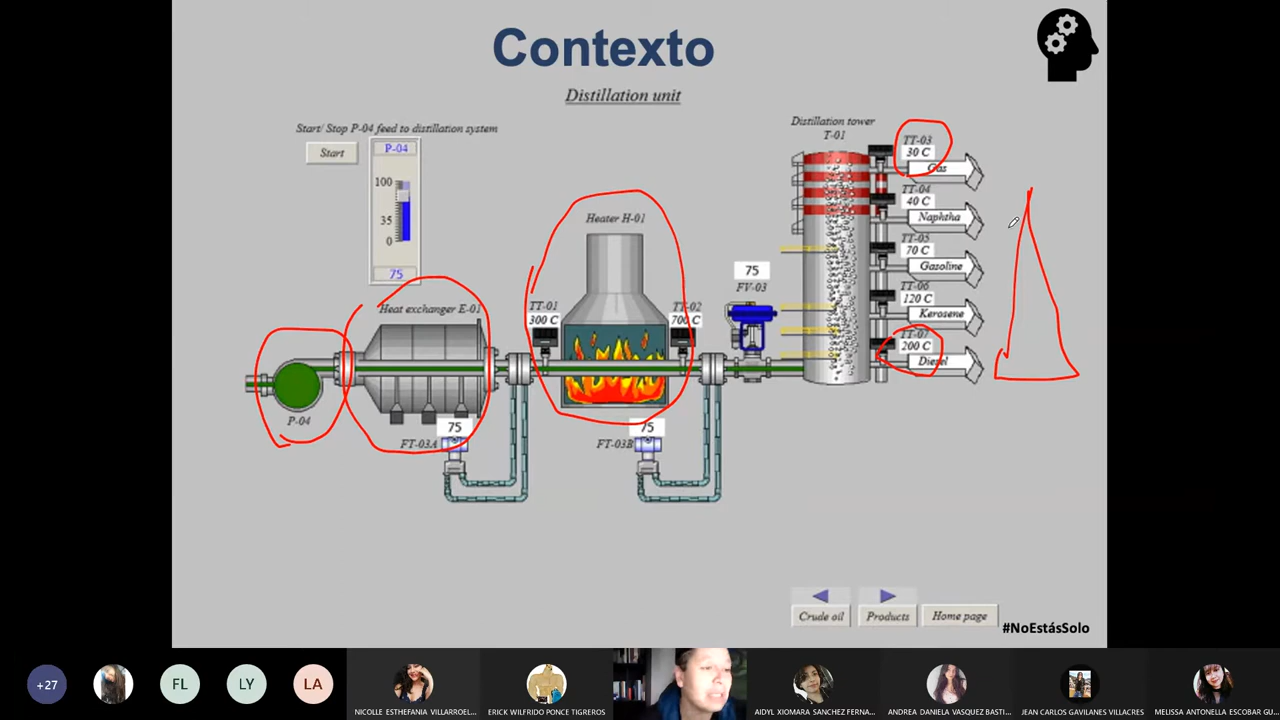 Contexto
Distillation unit
Start/ Stop P-04 feed to distillation system
Start
P-04
100
35
0
75
Distillation tower
T-01
TT-03
30 C
Gas
TT-04
40 C
Naphtha
TT-05
70 C
Gasoline
TT-06
120 C
Kerosene
TT-07
200 C
Diesel
Heater H-01
TT-01
300 C
TT-02
700 C
75
FV-03
Heat exchanger E-01
P-04
75
FT-03A
75
FT-03B
Crude oil
Products
Home page
#NoEstásSolo
+27
FL
LY
LA
NICOLLE ESTHEFANIA VILLARROEL...
ERICK WILFRIDO PONCE TIGREROS
AIDYL XIOMARA SANCHEZ FERNA...
ANDREA DANIELA VASQUEZ BASTI...
JEAN CARLOS GAVILANES VILLACRES
MELISSA ANTONELLA ESCOBAR GU...